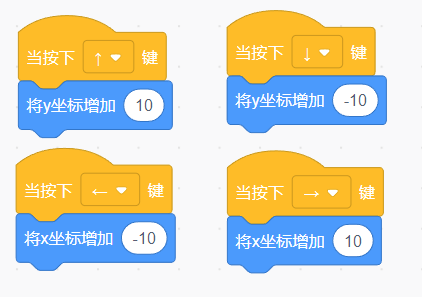 当按下 ↑ 键
将y坐标增加 10
当按下 ↓ 键
将y坐标增加 -10
当按下 ← 键
将x坐标增加 -10
当按下 → 键
将x坐标增加 10